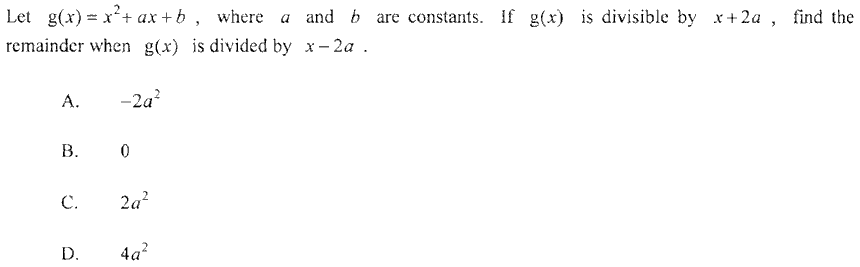 Let g(x) = x²+ ax + b , where a and b are constants. If g(x) is divisible by x + 2a , find the
remainder when g(x) is divided by x − 2a .
A. −2a²
B. 0
C. 2a²
D. 4a²